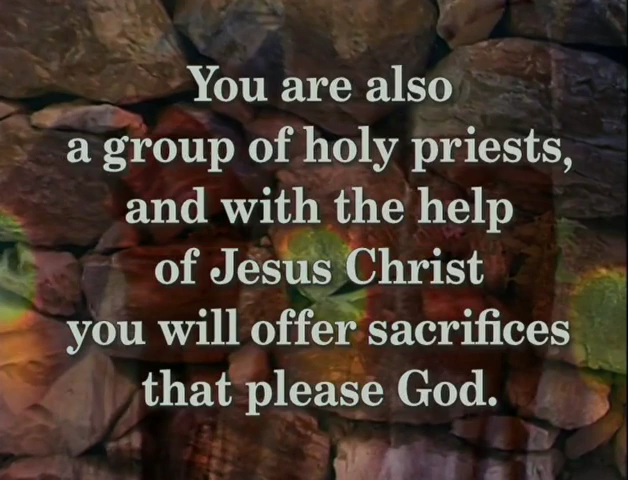 You are also
a group of holy priests,
and with the help
of Jesus Christ
you will offer sacrifices
that please God.